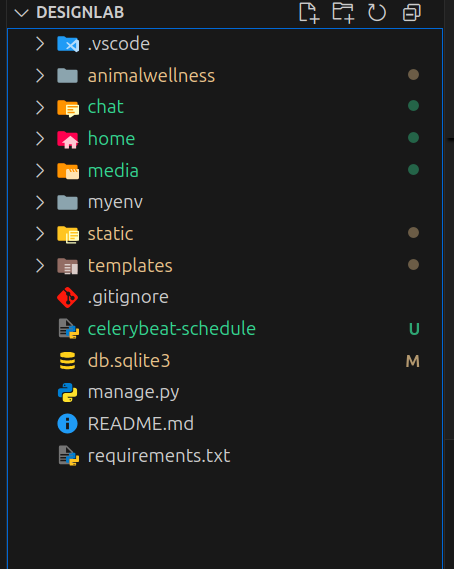 DESIGNLAB
.vscode
animalwellness
chat
home
media
myenv
static
templates
.gitignore
celerybeat-schedule U
db.sqlite3 M
manage.py
README.md
requirements.txt